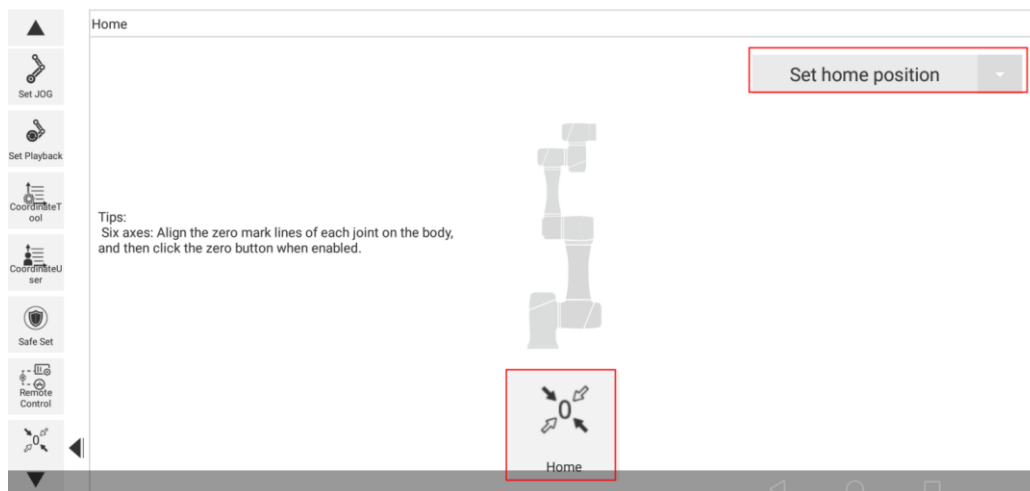 Home
Set JOG
Set Playback
CoordinateT
ool
CoordinateU
ser
Safe Set
Remote
Control
Set home position
Tips:
Six axes: Align the zero mark lines of each joint on the body,
and then click the zero button when enabled.
0
Home
0